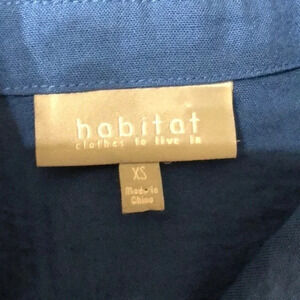 habitat
clothes to live in
XS
Made in
China